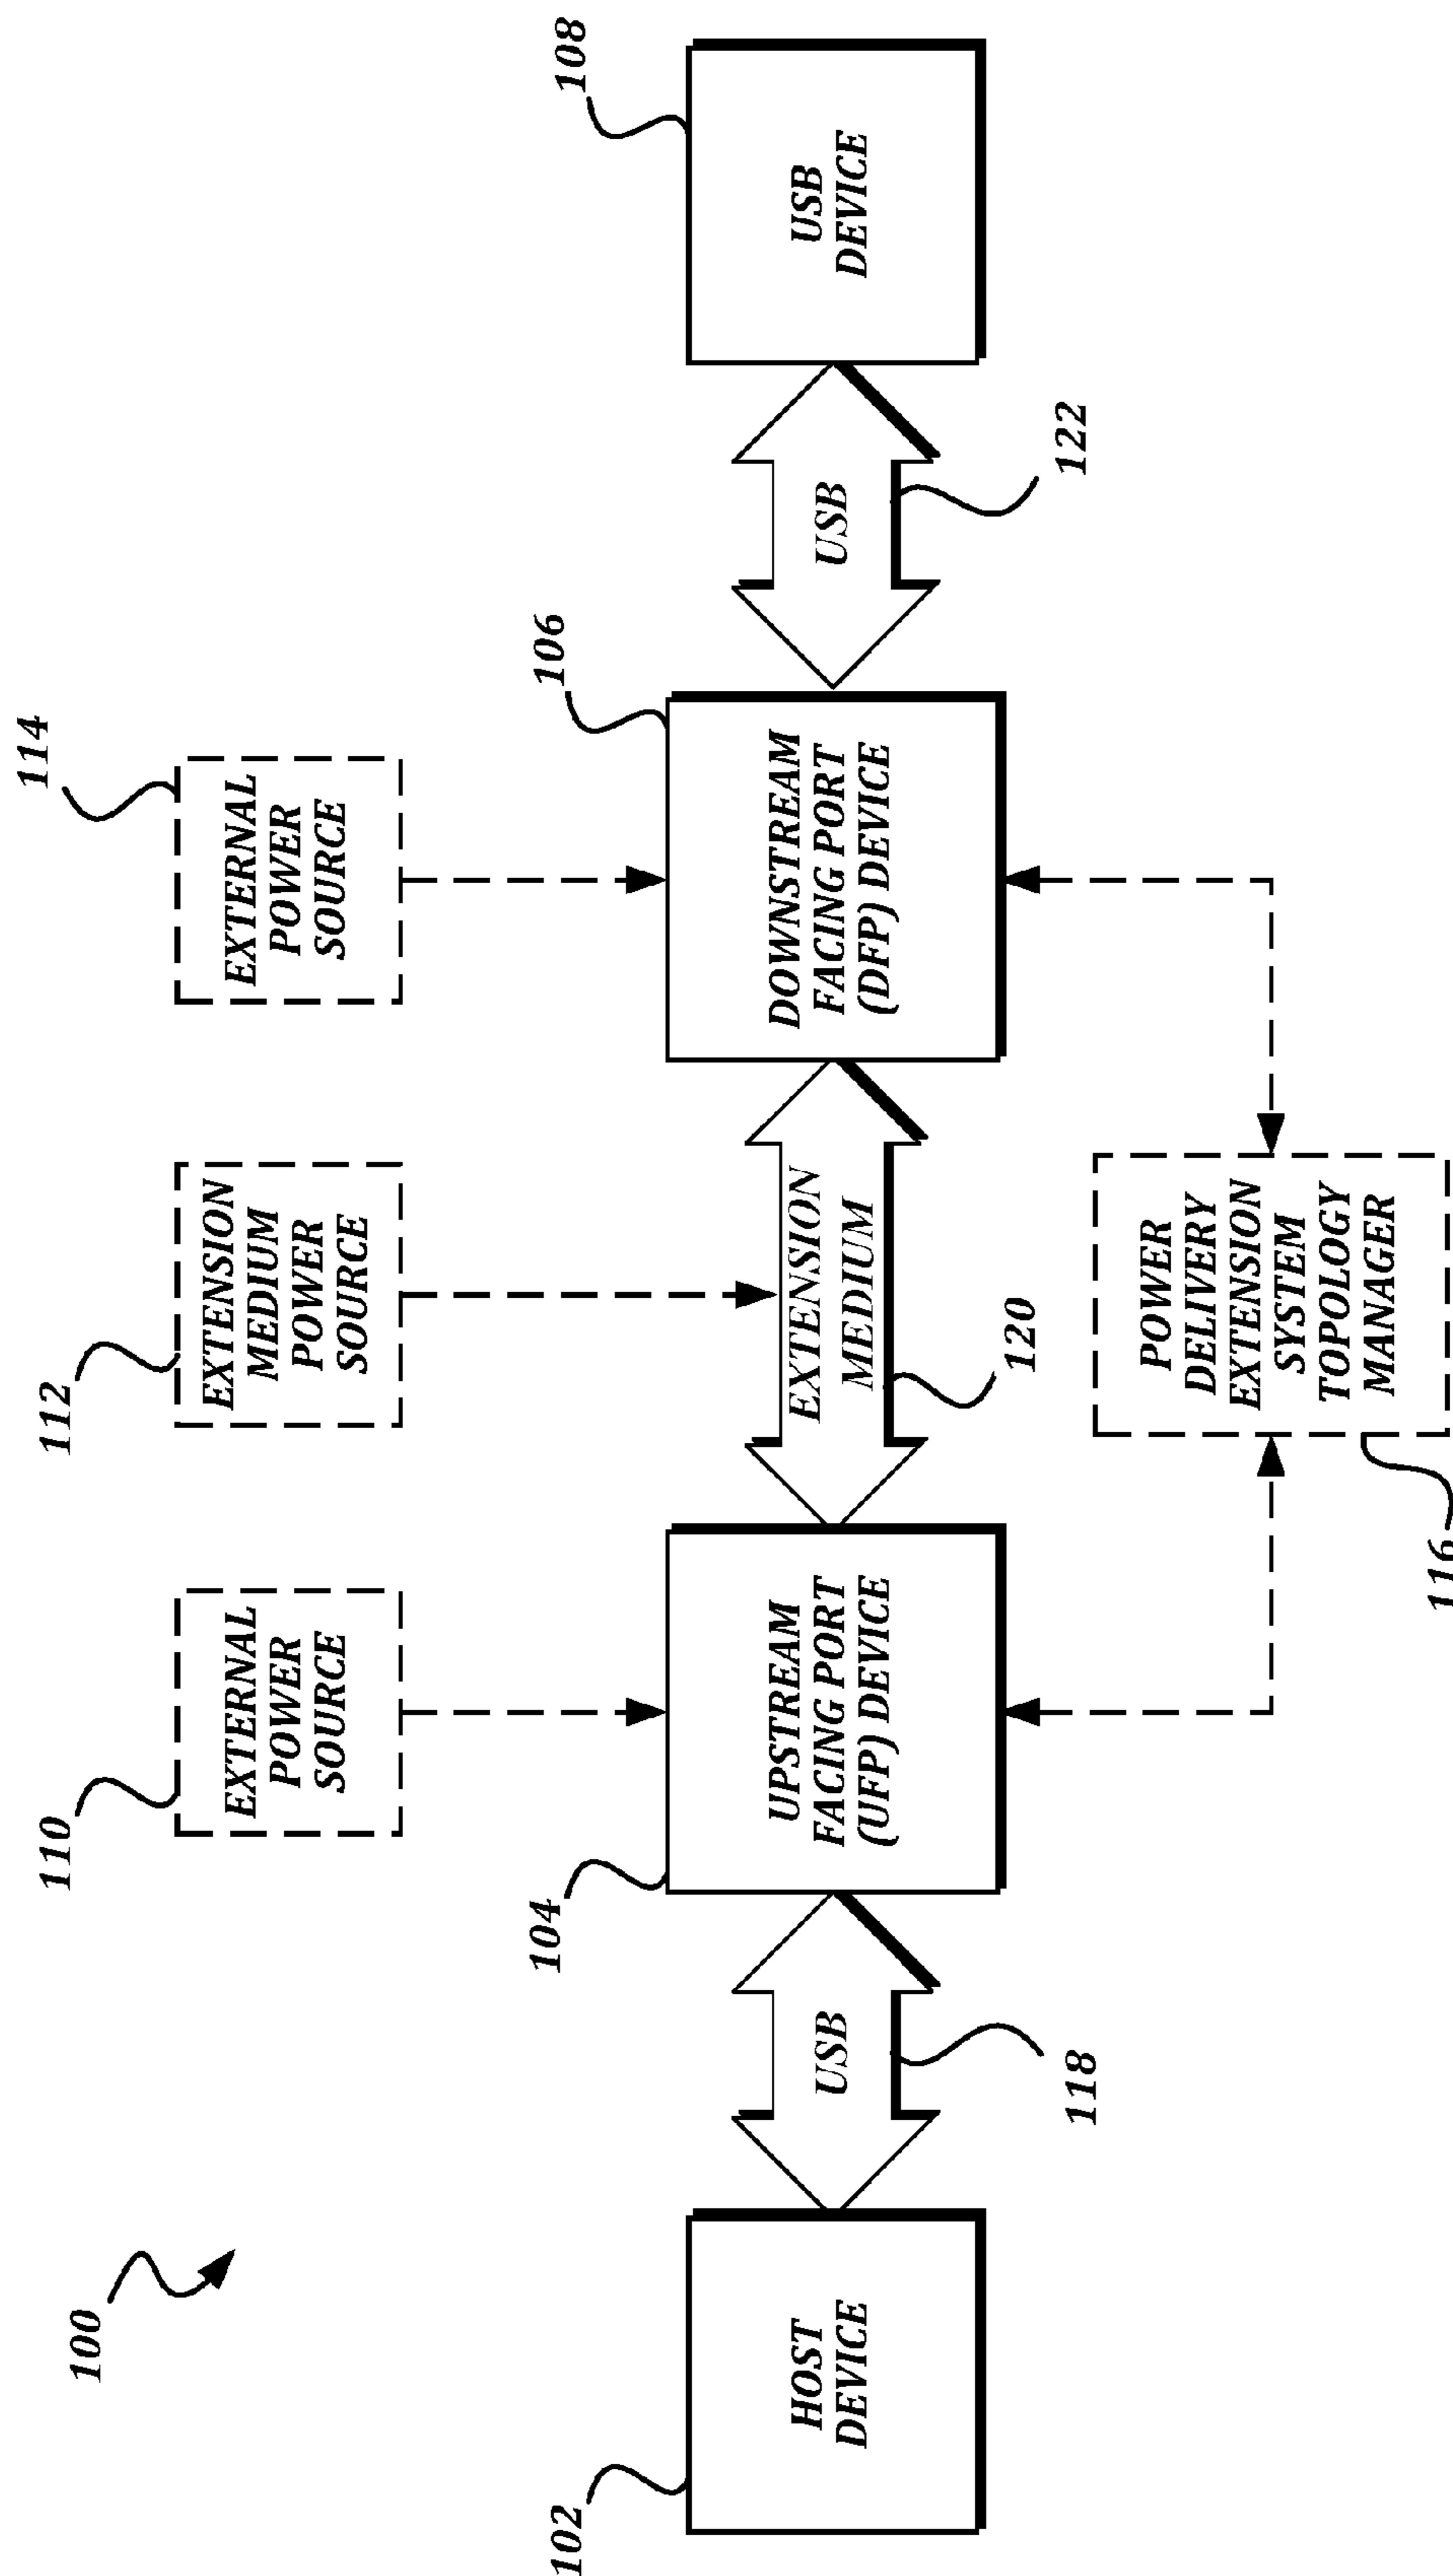 100
110
EXTERNAL
POWER
SOURCE
112
EXTENSION
MEDIUM
POWER
SOURCE
114
EXTERNAL
POWER
SOURCE
102
HOST
DEVICE
USB
118
104
UPSTREAM
FACING PORT
(UFP) DEVICE
EXTENSION
MEDIUM
120
106
DOWNSTREAM
FACING PORT
(DFP) DEVICE
USB
122
108
USB
DEVICE
116
POWER
DELIVERY
EXTENSION
SYSTEM
TOPOLOGY
MANAGER